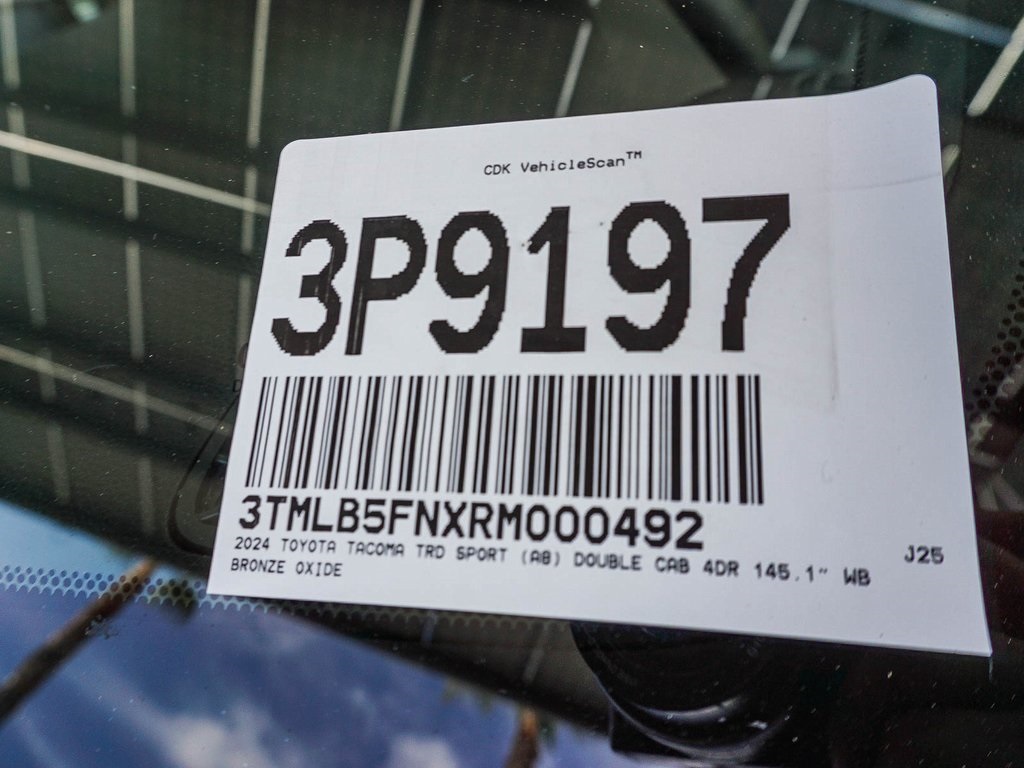 CDK VehicleScan™
3P9197
3TMLB5FNXRM000492
2024 TOYOTA TACOMA TRD SPORT (A8) DOUBLE CAB 4DR 145.1" WB
J25
BRONZE OXIDE